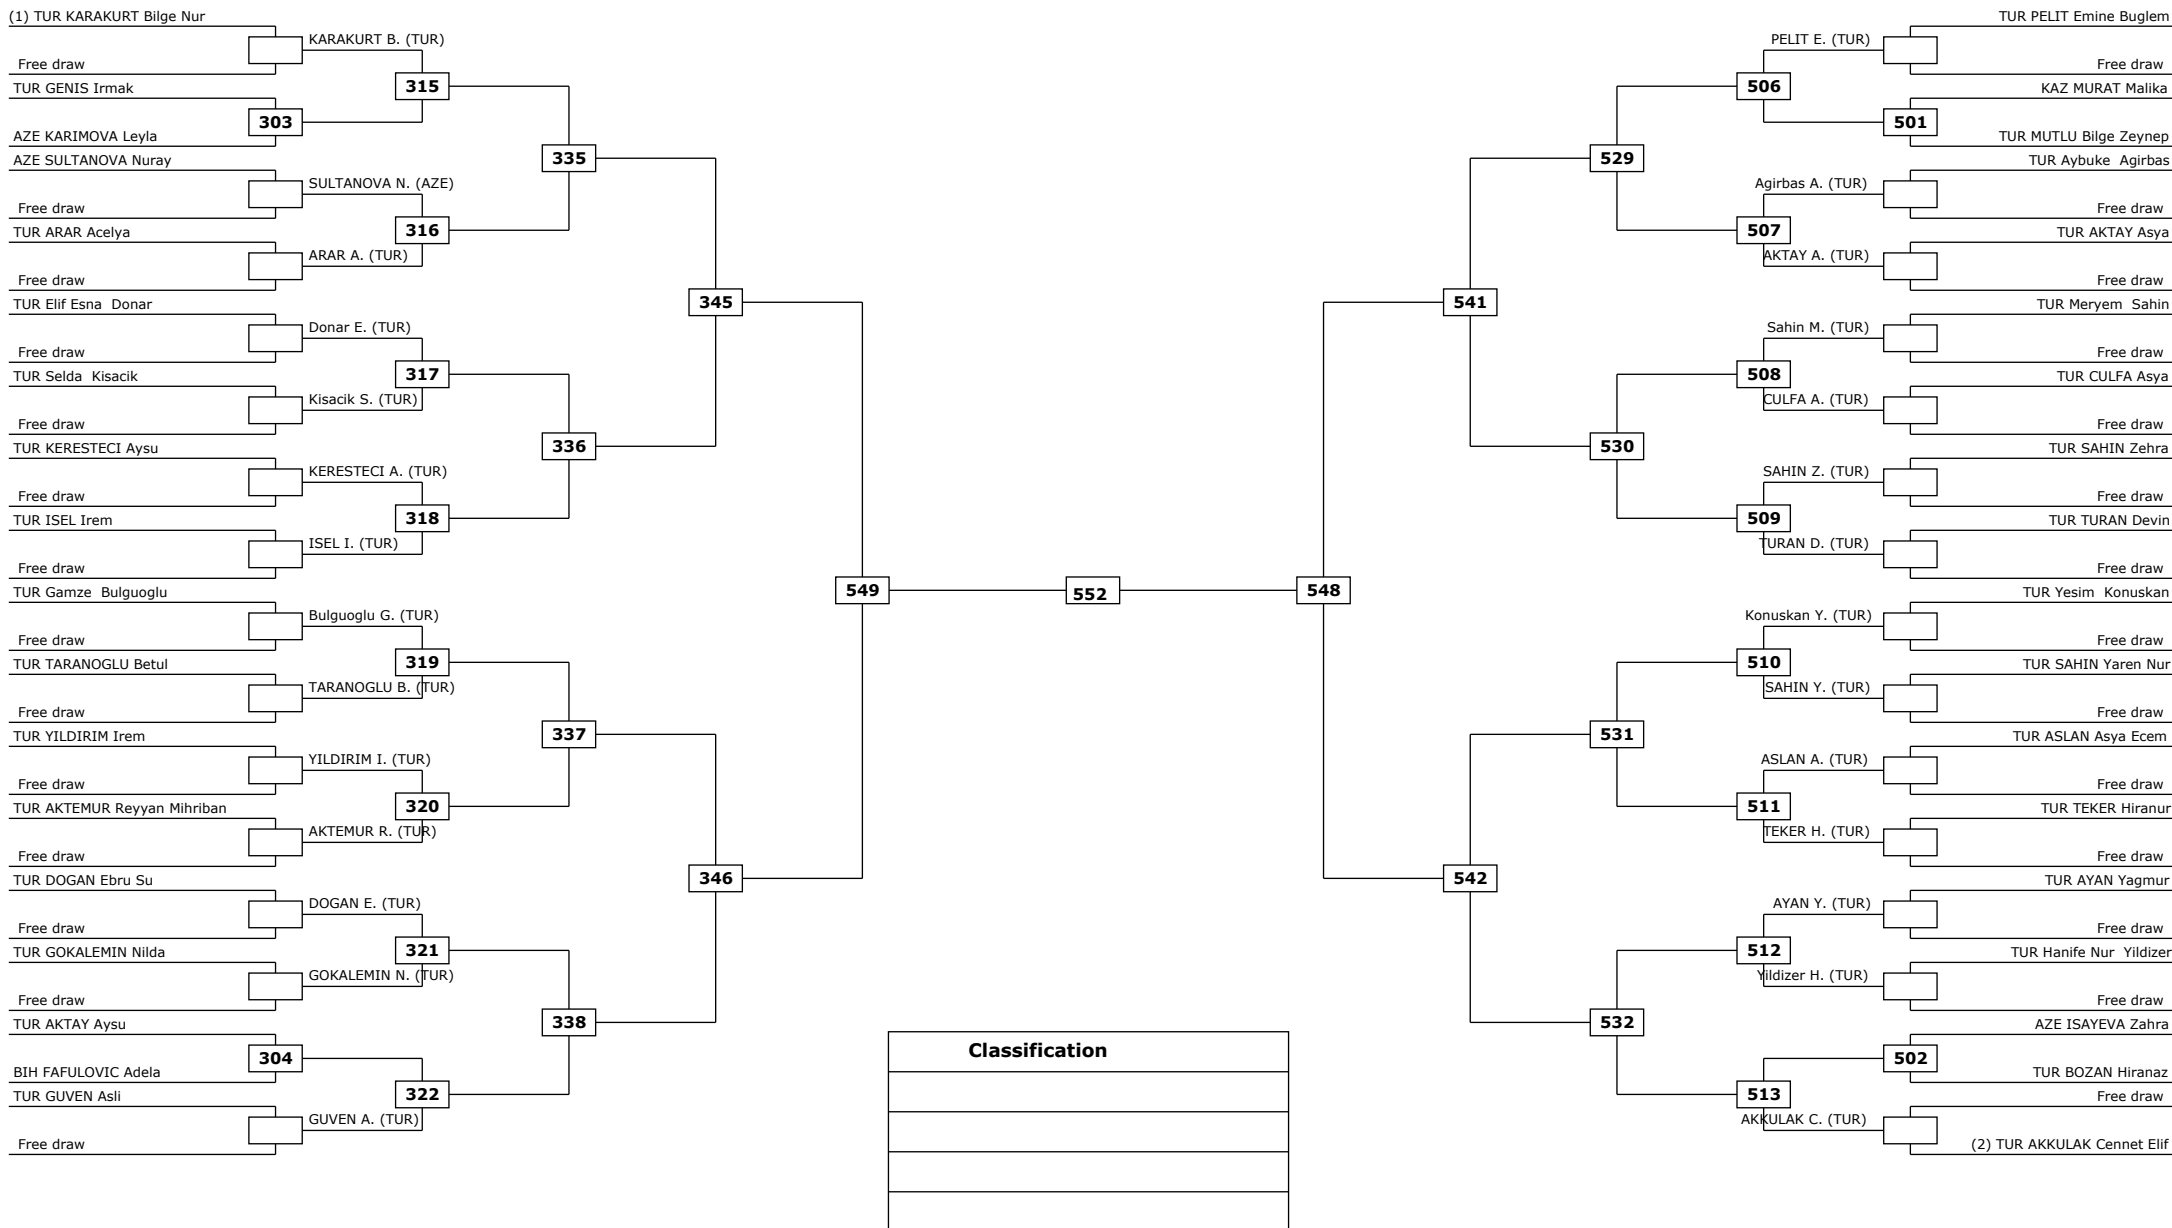 (1) TUR KARAKURT Bilge Nur
KARAKURT B. (TUR)
Free draw
315
TUR GENIS Irmak
303
AZE KARIMOVA Leyla
335
AZE SULTANOVA Nuray
SULTANOVA N. (AZE)
Free draw
316
TUR ARAR Acelya
ARAR A. (TUR)
Free draw
345
TUR Elif Esna  Donar
Donar E. (TUR)
Free draw
317
TUR Selda  Kisacik
Kisacik S. (TUR)
Free draw
336
TUR KERESTECI Aysu
KERESTECI A. (TUR)
Free draw
318
TUR ISEL Irem
ISEL I. (TUR)
Free draw
549
TUR Gamze  Bulguoglu
Bulguoglu G. (TUR)
Free draw
319
TUR TARANOGLU Betul
TARANOGLU B. (TUR)
Free draw
337
TUR YILDIRIM Irem
YILDIRIM I. (TUR)
Free draw
320
TUR AKTEMUR Reyyan Mihriban
AKTEMUR R. (TUR)
Free draw
346
TUR DOGAN Ebru Su
DOGAN E. (TUR)
Free draw
321
TUR GOKALEMIN Nilda
GOKALEMIN N. (TUR)
Free draw
338
TUR AKTAY Aysu
304
BIH FAFULOVIC Adela
322
TUR GUVEN Asli
GUVEN A. (TUR)
Free draw
552
TUR PELIT Emine Buglem
PELIT E. (TUR)
Free draw
506
KAZ MURAT Malika
501
TUR MUTLU Bilge Zeynep
529
TUR Aybuke  Agirbas
Agirbas A. (TUR)
Free draw
507
TUR AKTAY Asya
AKTAY A. (TUR)
Free draw
541
TUR Meryem  Sahin
Sahin M. (TUR)
Free draw
508
TUR CULFA Asya
CULFA A. (TUR)
Free draw
530
TUR SAHIN Zehra
SAHIN Z. (TUR)
Free draw
509
TUR TURAN Devin
TURAN D. (TUR)
Free draw
548
TUR Yesim  Konuskan
Konuskan Y. (TUR)
Free draw
510
TUR SAHIN Yaren Nur
SAHIN Y. (TUR)
Free draw
531
TUR ASLAN Asya Ecem
ASLAN A. (TUR)
Free draw
511
TUR TEKER Hiranur
TEKER H. (TUR)
Free draw
542
TUR AYAN Yagmur
AYAN Y. (TUR)
Free draw
512
TUR Hanife Nur  Yildizer
Yildizer H. (TUR)
Free draw
532
AZE ISAYEVA Zahra
502
TUR BOZAN Hiranaz
513
Free draw
AKKULAK C. (TUR)
(2) TUR AKKULAK Cennet Elif
Classification